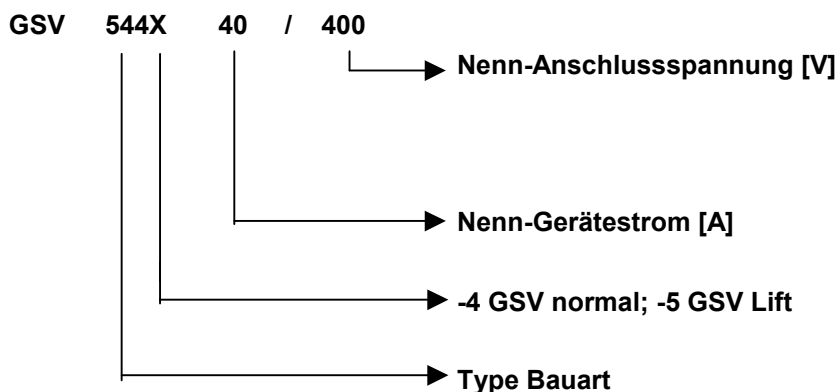 GSV 544X 40 / 400
Nenn-Anschlussspannung [V]
Nenn-Gerätestrom [A]
-4 GSV normal; -5 GSV Lift
Type Bauart